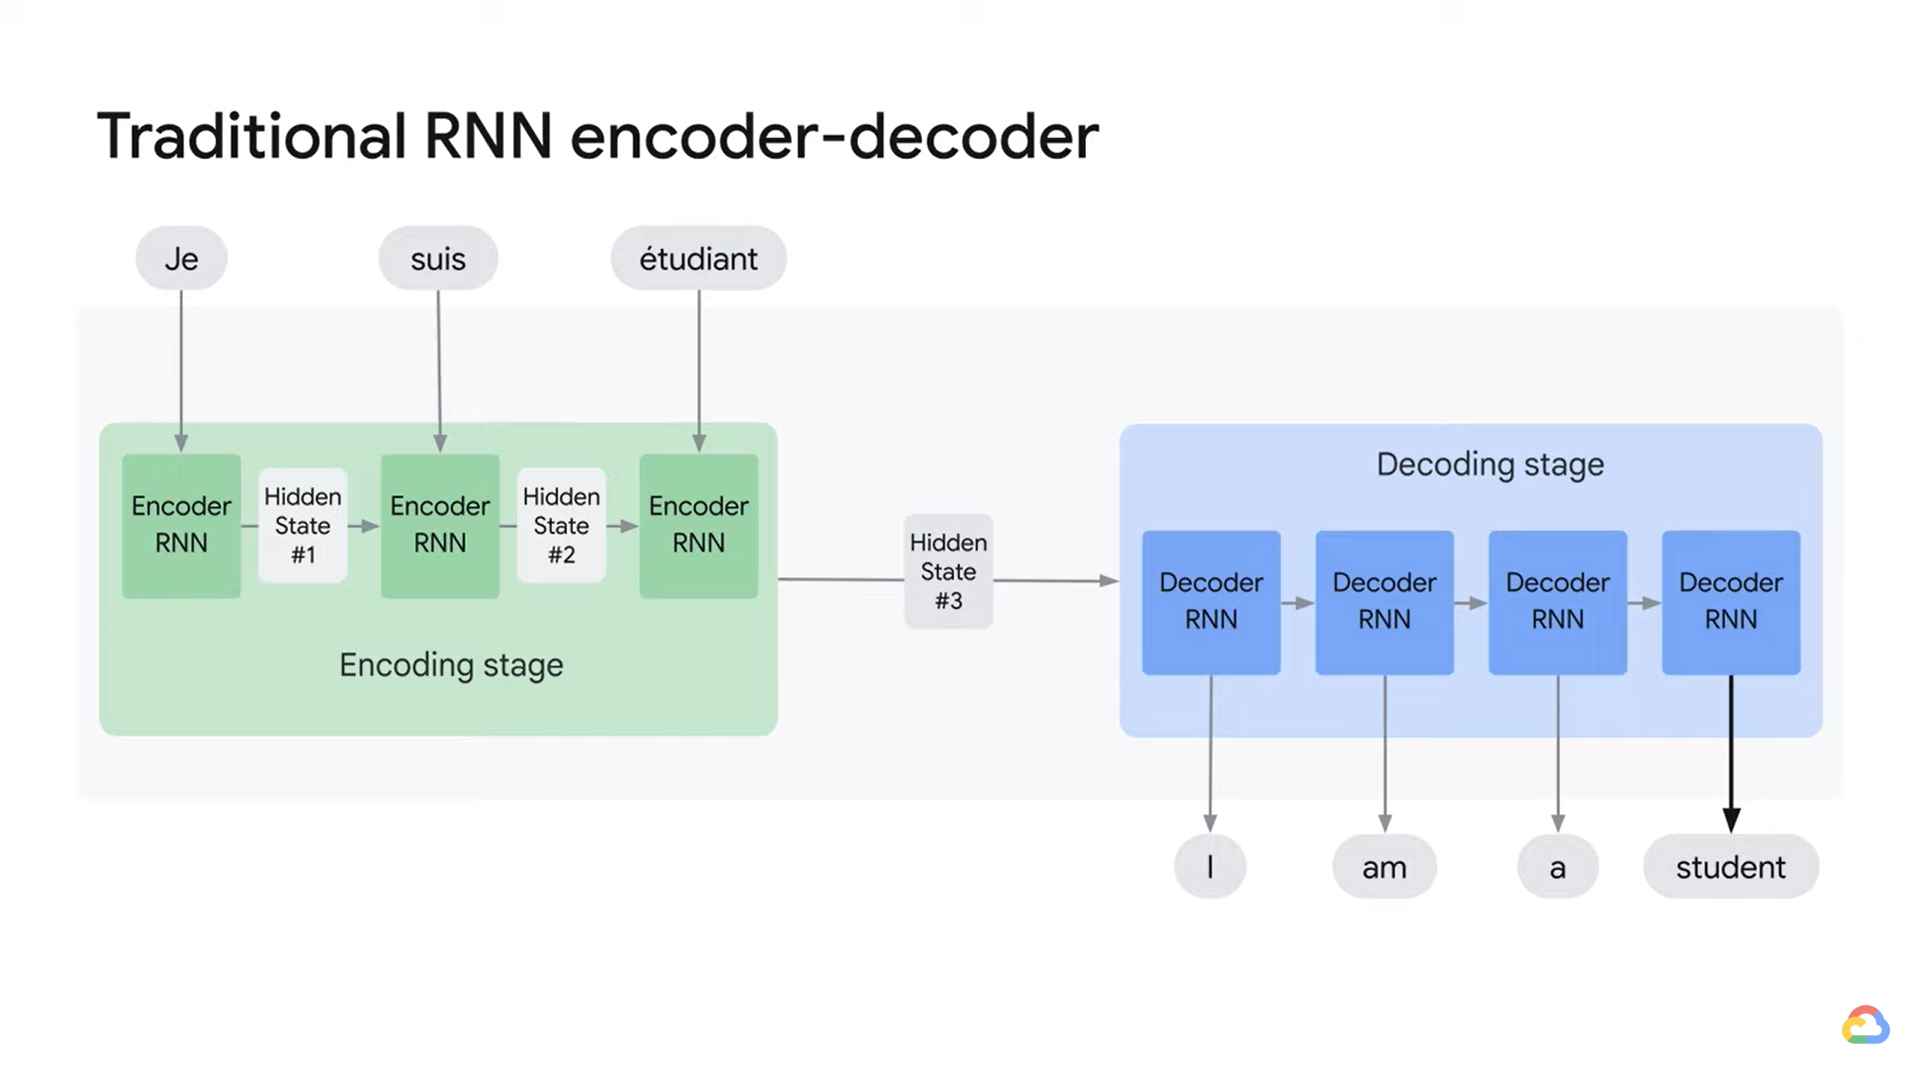 Traditional RNN encoder-decoder
Je
suis
étudiant
Encoder
RNN
Hidden
State
#1
Encoder
RNN
Hidden
State
#2
Encoder
RNN
Encoding stage
Hidden
State
#3
Decoding stage
Decoder
RNN
Decoder
RNN
Decoder
RNN
Decoder
RNN
I
am
a
student